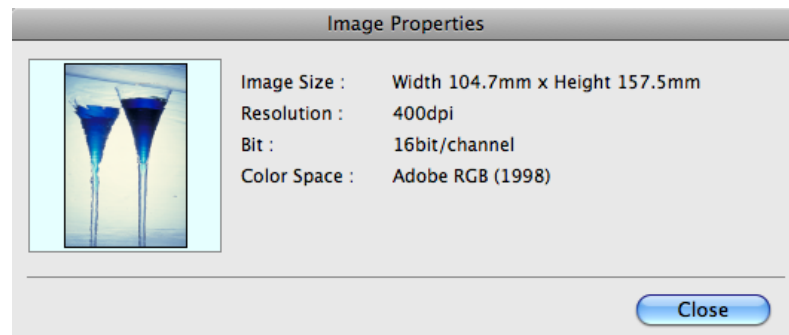 Image Properties
Image Size : Width 104.7mm x Height 157.5mm
Resolution : 400dpi
Bit : 16bit/channel
Color Space : Adobe RGB (1998)
Close